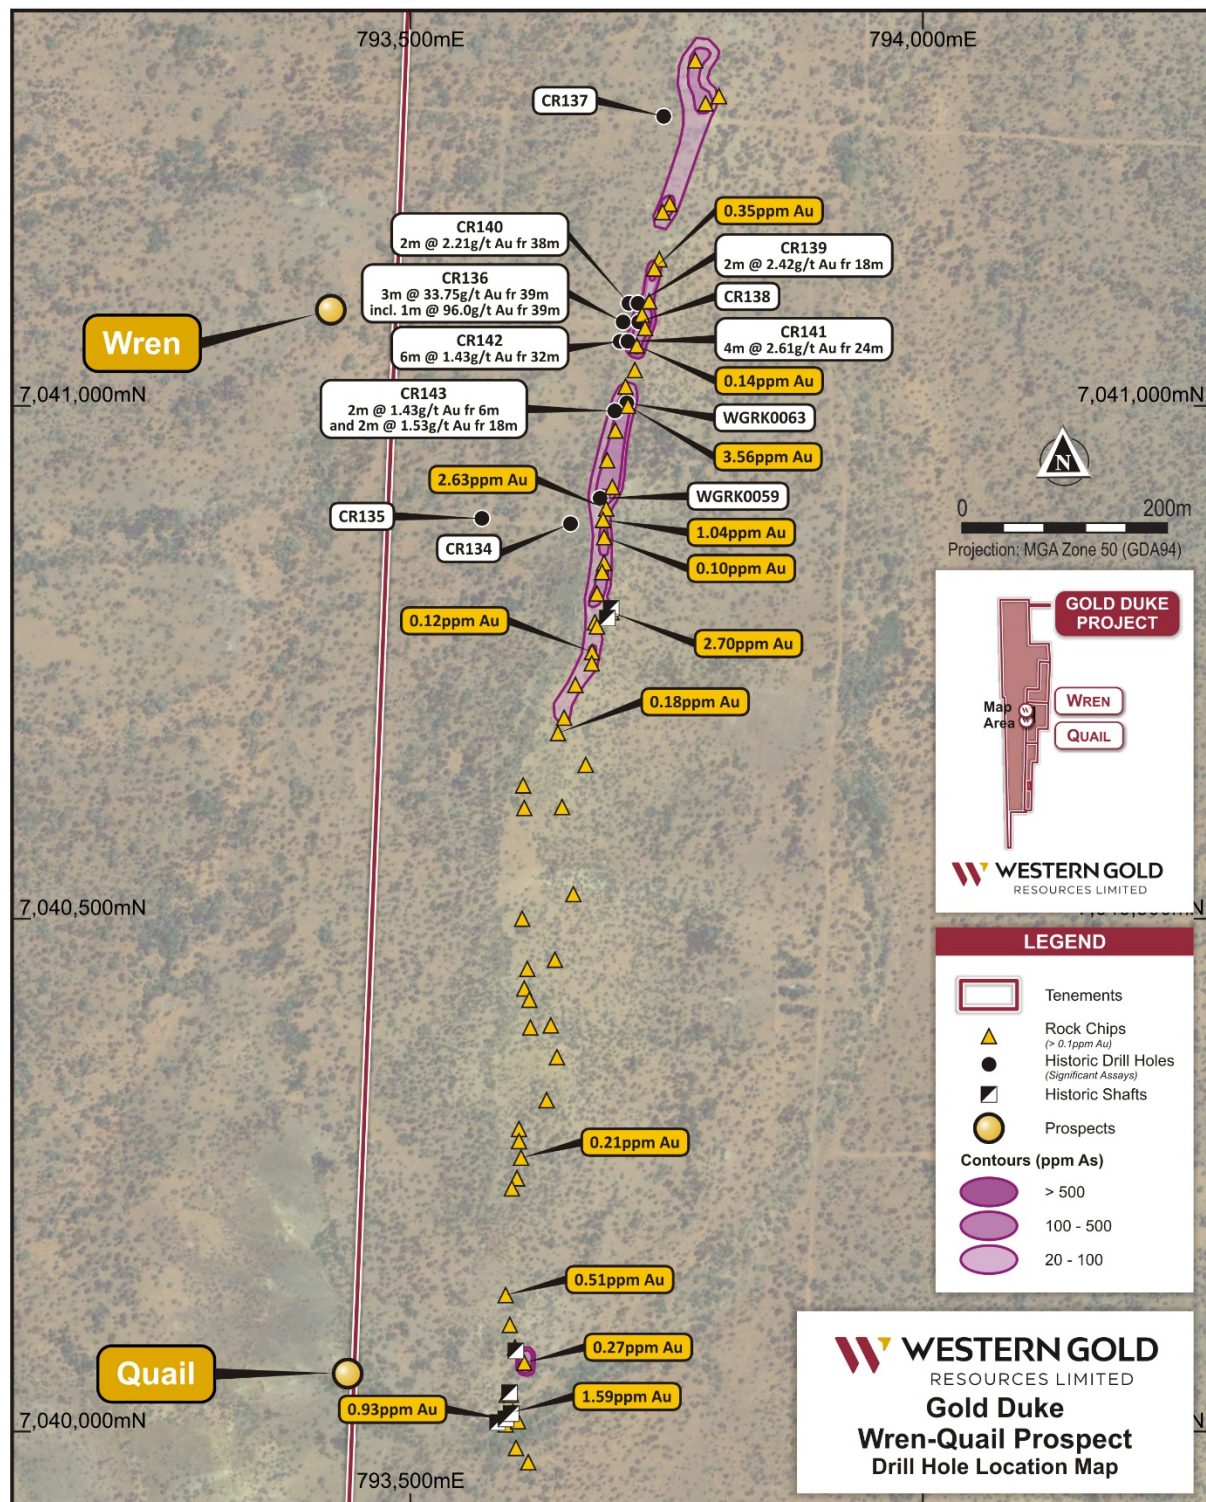 793,500mE
794,000mE
CR137
0.35ppm Au
CR140
2m @ 2.21g/t Au fr 38m
CR139
2m @ 2.42g/t Au fr 18m
CR136
3m @ 33.75g/t Au fr 39m
incl. 1m @ 96.0g/t Au fr 39m
CR138
Wren
CR142
6m @ 1.43g/t Au fr 32m
CR141
4m @ 2.61g/t Au fr 24m
0.14ppm Au
7,041,000mN
7,041,000mN
CR143
2m @ 1.43g/t Au fr 6m
and 2m @ 1.53g/t Au fr 18m
WGRK0063
3.56ppm Au
N
2.63ppm Au
WGRK0059
0
200m
CR135
CR134
1.04ppm Au
Projection: MGA Zone 50 (GDA94)
0.10ppm Au
GOLD DUKE
PROJECT
0.12ppm Au
2.70ppm Au
0.18ppm Au
Map
Area
WREN
QUAIL
WESTERN GOLD
RESOURCES LIMITED
7,040,500mN
LEGEND
Tenements
Rock Chips
(> 0.1ppm Au)
Historic Drill Holes
(Significant Assays)
Historic Shafts
Prospects
Contours (ppm As)
> 500
100 - 500
20 - 100
0.21ppm Au
0.51ppm Au
0.27ppm Au
Quail
0.93ppm Au
1.59ppm Au
7,040,000mN
793,500mE
WESTERN GOLD
RESOURCES LIMITED
Gold Duke
Wren-Quail Prospect
Drill Hole Location Map